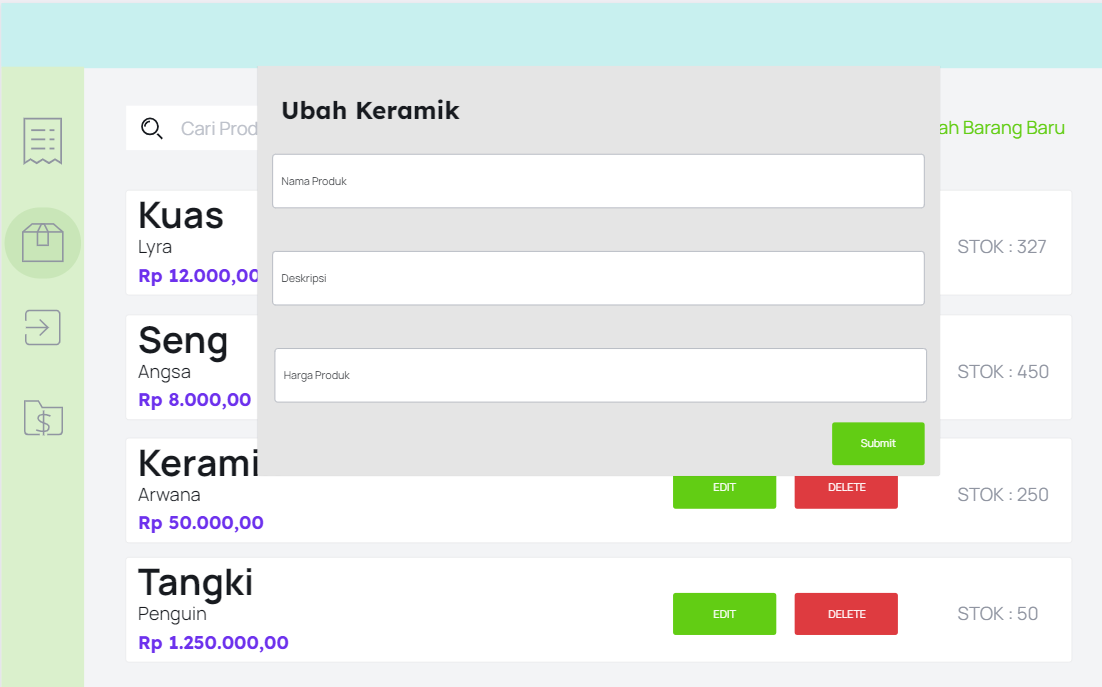 Ubah Keramik
Cari Prod
ah Barang Baru
Nama Produk
Kuas
Lyra
Rp 12.000,00
STOK : 327
Deskripsi
Seng
Angsa
Rp 8.000,00
STOK : 450
Harga Produk
Submit
Kerami
Arwana
Rp 50.000,00
EDIT
DELETE
STOK : 250
Tangki
Penguin
Rp 1.250.000,00
EDIT
DELETE
STOK : 50